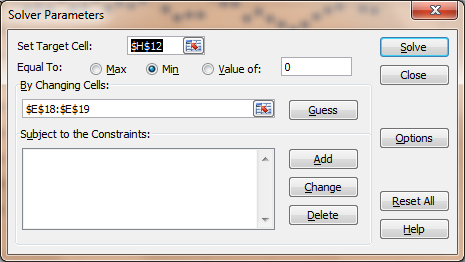 Solver Parameters
Set Target Cell: $H$12 Solve
Equal To: Max Min Value of: 0 Close
By Changing Cells:
$E$18:$E$19 Guess
Subject to the Constraints: Options
Add
Change
Reset All
Delete
Help